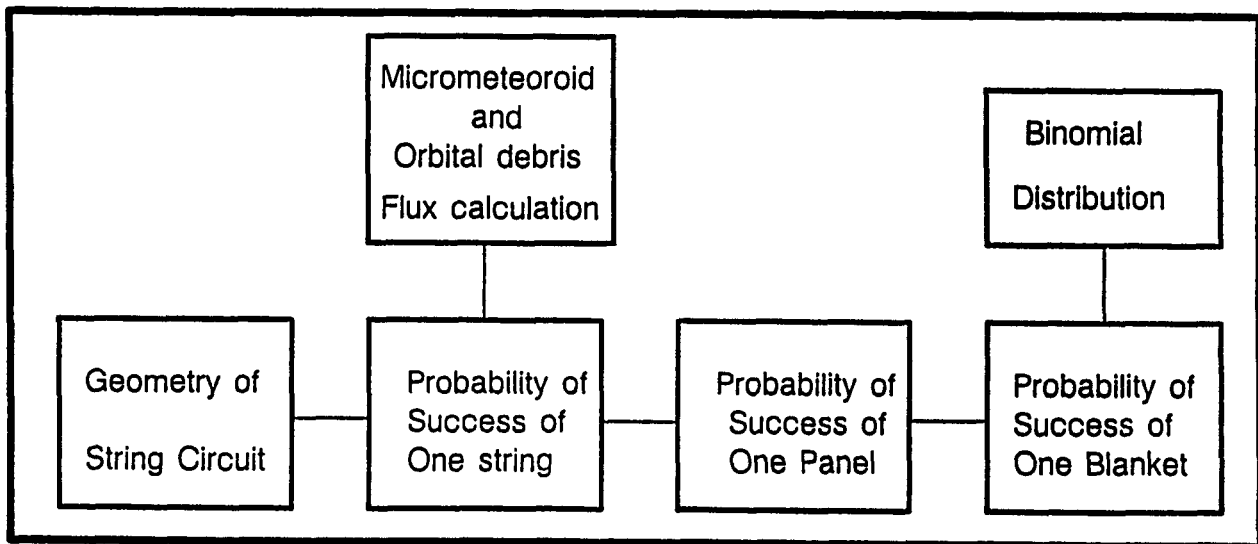 Micrometeoroid
and
Orbital debris
Flux calculation
Binomial
Distribution
Geometry of
String Circuit
Probability of
Success of
One string
Probability of
Success of
One Panel
Probability of
Success of
One Blanket